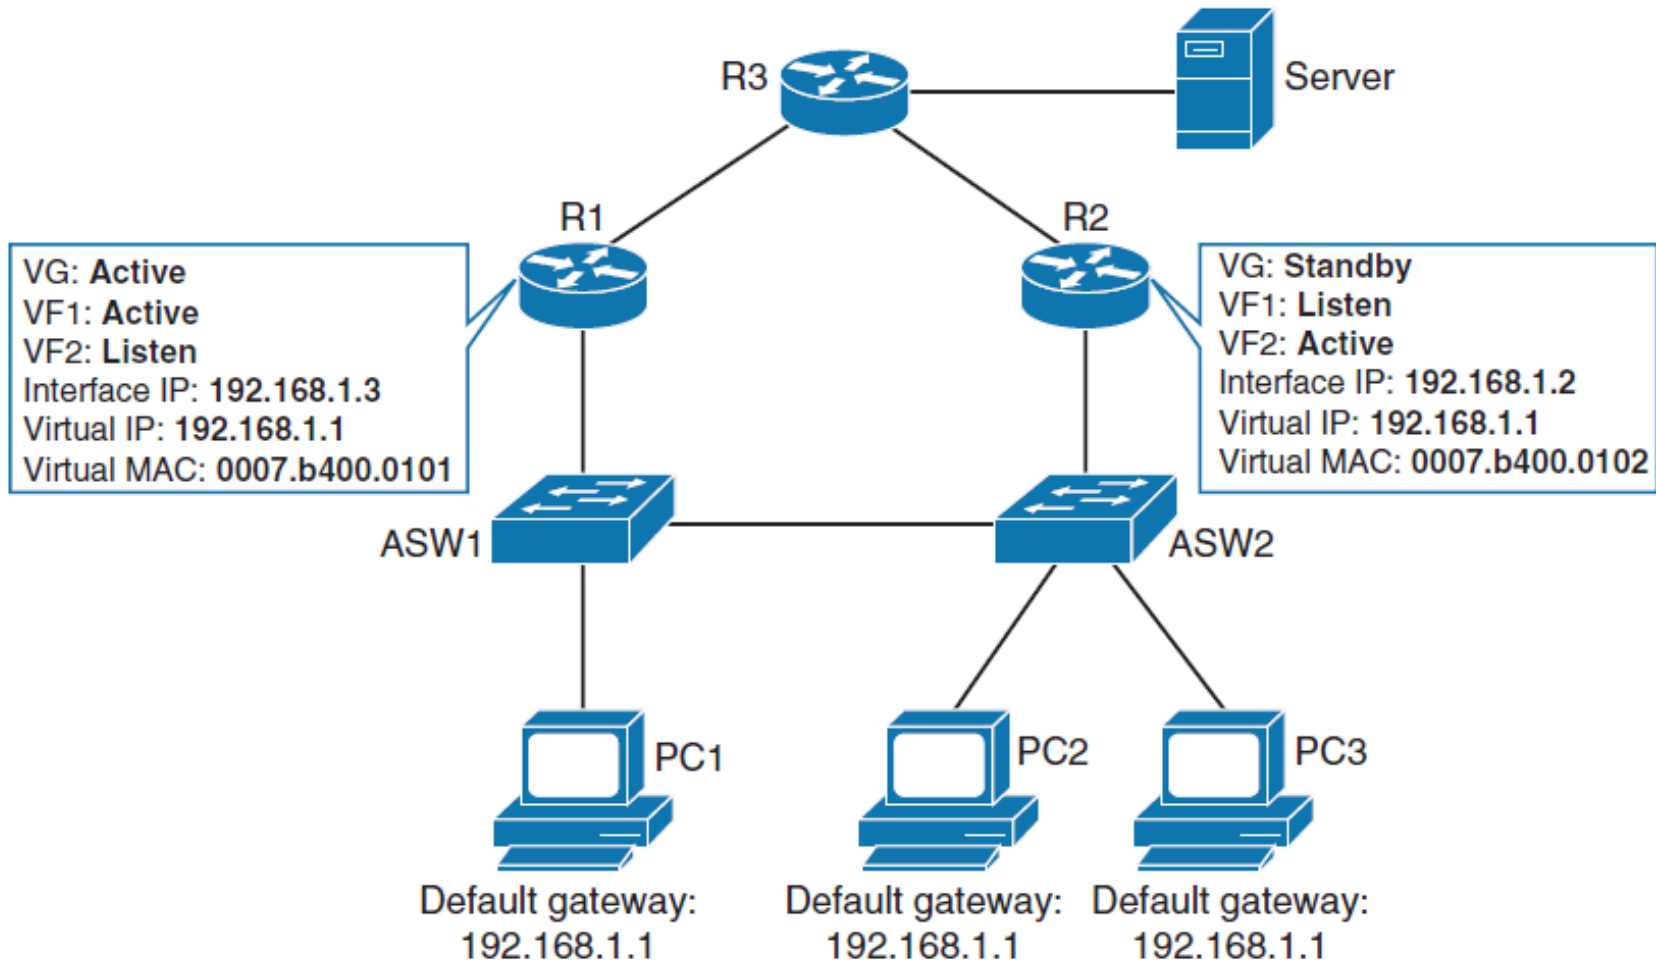 R3
Server
R1
R2
VG: Active
VF1: Active
VF2: Listen
Interface IP: 192.168.1.3
Virtual IP: 192.168.1.1
Virtual MAC: 0007.b400.0101
VG: Standby
VF1: Listen
VF2: Active
Interface IP: 192.168.1.2
Virtual IP: 192.168.1.1
Virtual MAC: 0007.b400.0102
ASW1
ASW2
PC1
PC2
PC3
Default gateway:
192.168.1.1
Default gateway:
192.168.1.1
Default gateway:
192.168.1.1